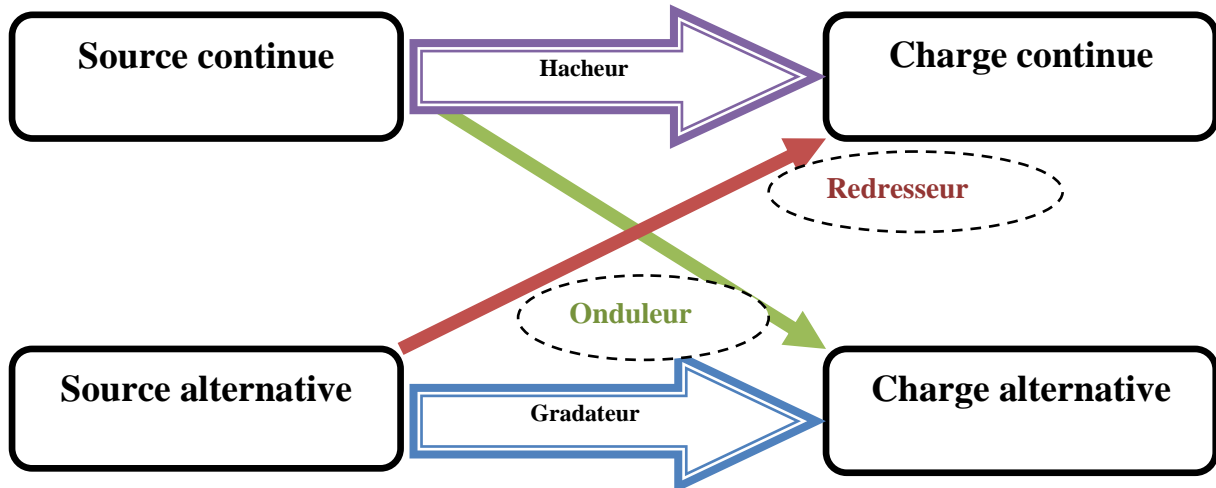 Source continue
Hacheur
Charge continue
Redresseur
Onduleur
Source alternative
Gradateur
Charge alternative